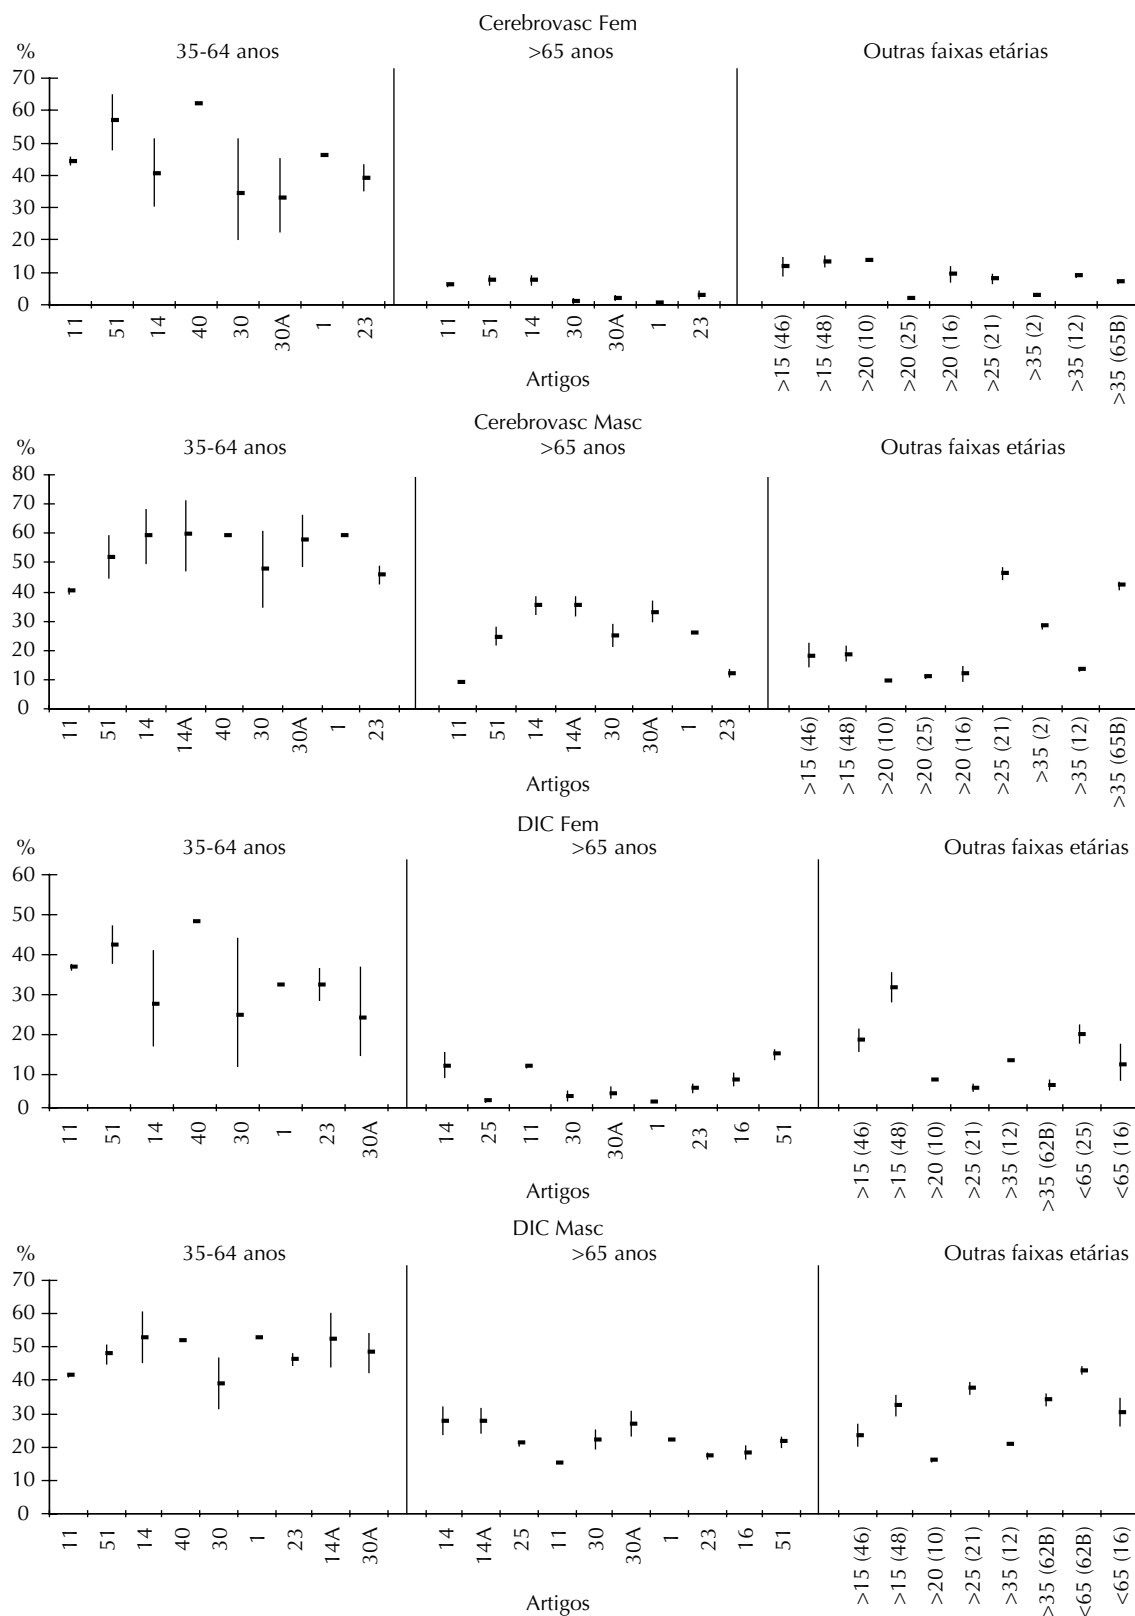 Cerebrovasc Fem
% 35-64 anos >65 anos Outras faixas etárias
70
60
50
40
30
20
10
0
11 51 14 40 30 30A 1 23 11 51 14 30 30A 1 23 >15 (46) >15 (48) >20 (10) >20 (25) >20 (16) >25 (21) >35 (2) >35 (12) >35 (65B)
Artigos
Cerebrovasc Masc
% 35-64 anos >65 anos Outras faixas etárias
80
70
60
50
40
30
20
10
0
11 51 14 14A 40 30 30A 1 23 11 51 14 14A 30 30A 1 23 >15 (46) >15 (48) >20 (10) >20 (25) >20 (16) >25 (21) >35 (2) >35 (12) >35 (65B)
Artigos
DIC Fem
% 35-64 anos >65 anos Outras faixas etárias
60
50
40
30
20
10
0
11 51 14 40 30 1 23 30A 14 25 11 30 30A 1 23 16 51 >15 (46) >15 (48) >20 (10) >25 (21) >35 (12) >35 (62B) <65 (25) <65 (16)
Artigos
DIC Masc
% 35-64 anos >65 anos Outras faixas etárias
70
60
50
40
30
20
10
0
11 51 14 40 30 1 23 14A 30A 14 14A 25 11 30 30A 1 23 16 51 >15 (46) >15 (48) >20 (10) >25 (21) >35 (12) >35 (62B) <65 (62B) <65 (16)
Artigos